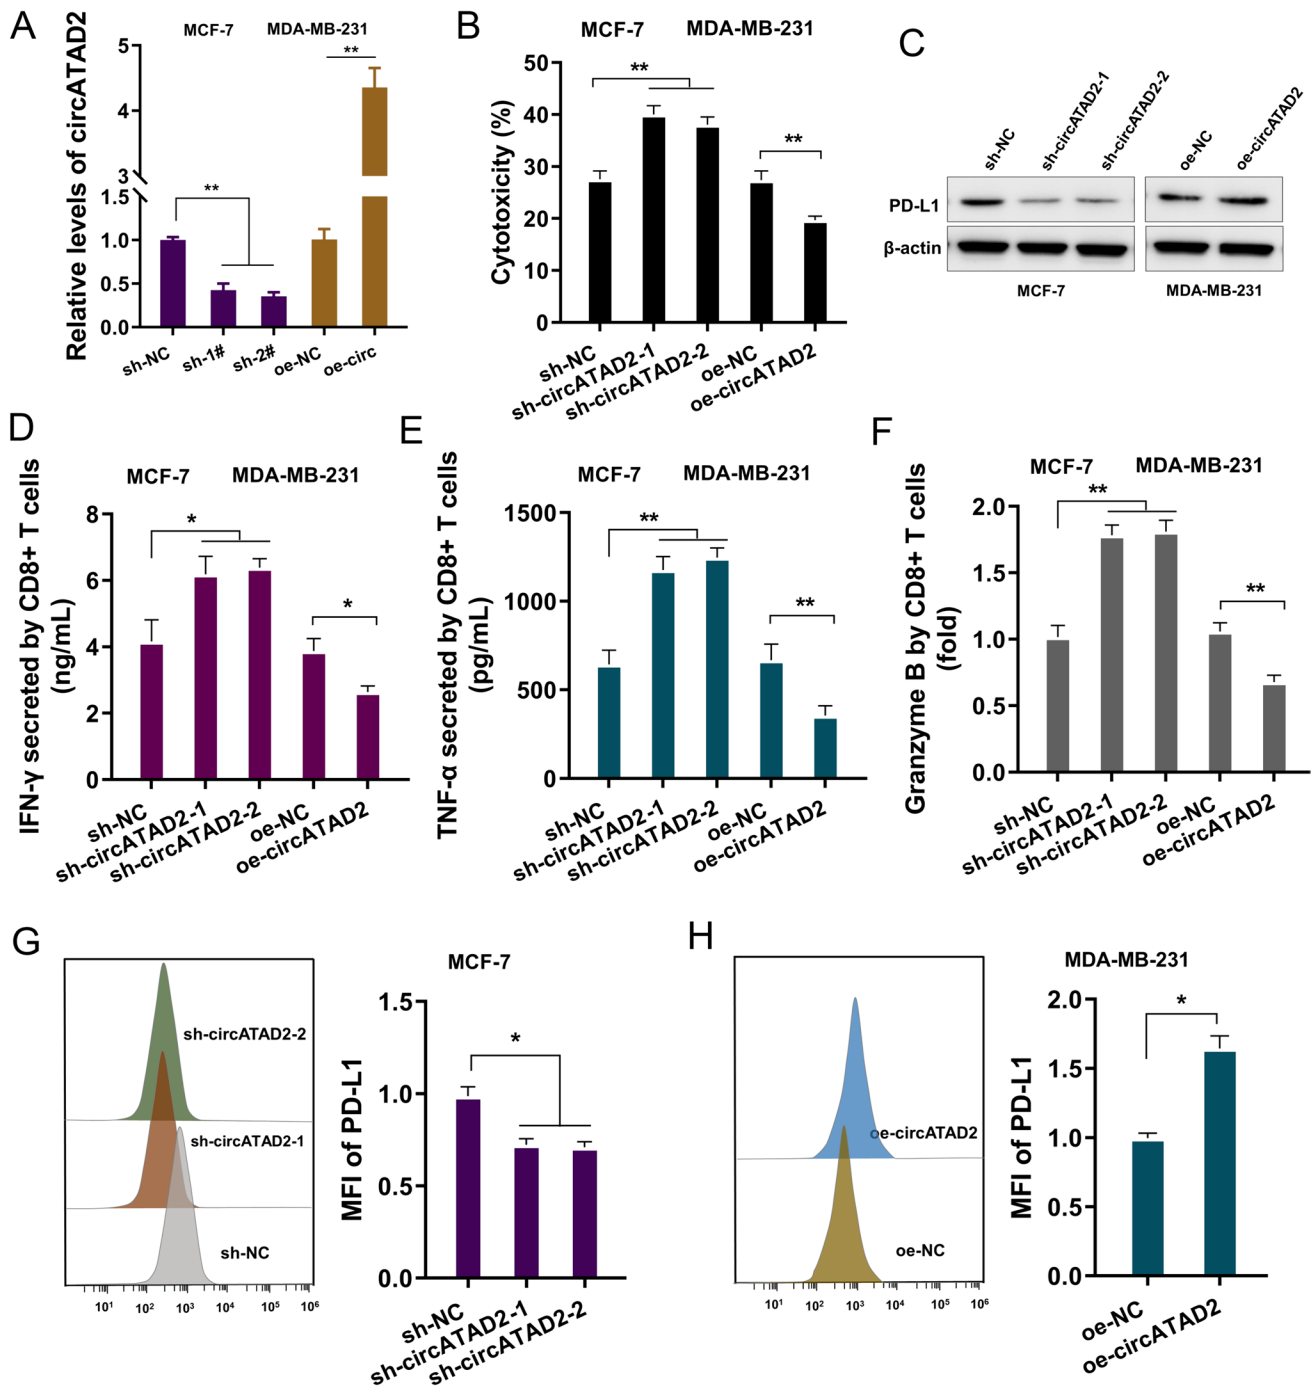 A
MCF-7 MDA-MB-231
Relative levels of circATAD2
5
4
3
1.5
1.0
0.5
0.0
**
**
sh-NC
sh-1#
sh-2#
oe-NC
oe-circ
B
MCF-7 MDA-MB-231
Cytotoxicity (%)
50
40
30
20
10
0
**
**
sh-NC
sh-circATAD2-1
sh-circATAD2-2
oe-NC
oe-circATAD2
C
sh-NC
sh-circATAD2-1
sh-circATAD2-2
oe-NC
oe-circATAD2
PD-L1
β-actin
MCF-7 MDA-MB-231
D
MCF-7 MDA-MB-231
IFN-γ secreted by CD8+ T cells
(ng/mL)
8
6
4
2
0
*
*
sh-NC
sh-circATAD2-1
sh-circATAD2-2
oe-NC
oe-circATAD2
E
MCF-7 MDA-MB-231
TNF-α secreted by CD8+ T cells
(pg/mL)
1500
1000
500
0
**
**
sh-NC
sh-circATAD2-1
sh-circATAD2-2
oe-NC
oe-circATAD2
F
MCF-7 MDA-MB-231
Granzyme B by CD8+ T cells
(fold)
2.0
1.5
1.0
0.5
0.0
**
**
sh-NC
sh-circATAD2-1
sh-circATAD2-2
oe-NC
oe-circATAD2
G
sh-circATAD2-2
sh-circATAD2-1
sh-NC
10¹ 10² 10³ 10⁴ 10⁵ 10⁶
MCF-7
MFI of PD-L1
1.5
1.0
0.5
0.0
*
sh-NC
sh-circATAD2-1
sh-circATAD2-2
H
oe-circATAD2
oe-NC
10¹ 10² 10³ 10⁴ 10⁵ 10⁶
MDA-MB-231
MFI of PD-L1
2.0
1.5
1.0
0.5
0.0
*
oe-NC
oe-circATAD2